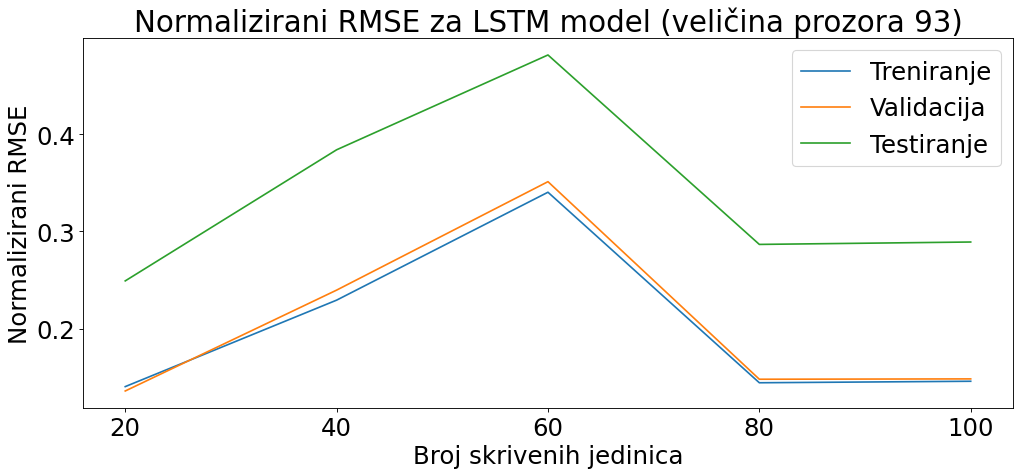 Normalizirani RMSE za LSTM model (veličina prozora 93)
Treniranje
Validacija
Testiranje
Normalizirani RMSE
0.4
0.3
0.2
20 40 60 80 100
Broj skrivenih jedinica